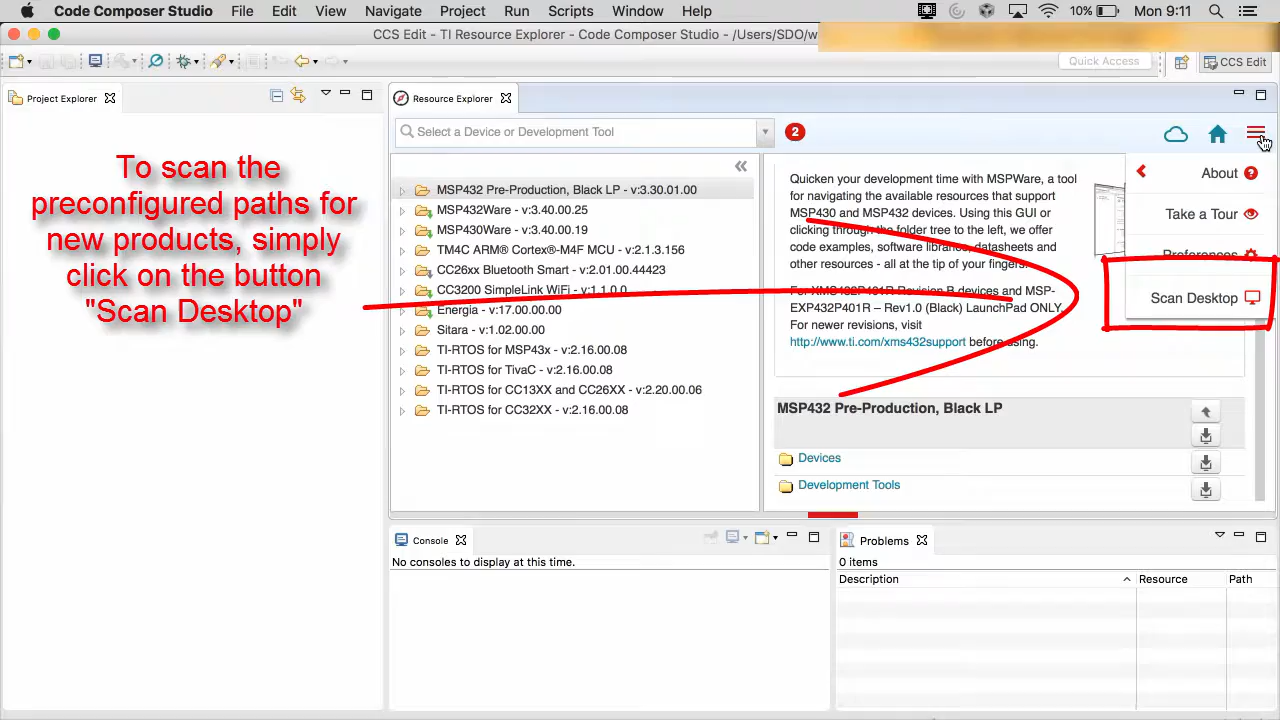 Code Composer Studio File Edit View Navigate Project Run Scripts Window Help 10% Mon 9:11
CCS Edit - TI Resource Explorer - Code Composer Studio - /Users/SDO/w
Quick Access CCS Edit
Project Explorer
Resource Explorer
Select a Device or Development Tool
2
To scan the
preconfigured paths for
new products, simply
click on the button
"Scan Desktop"
MSP432 Pre-Production, Black LP - v:3.30.01.00
MSP432Ware - v:3.40.00.25
MSP430Ware - v:3.40.00.19
TM4C ARM® Cortex®-M4F MCU - v:2.1.3.156
CC26xx Bluetooth Smart - v:2.01.00.44423
CC3200 SimpleLink WiFi - v:1.1.0.0
Energia - v:17.00.00.00
Sitara - v:1.02.00.00
TI-RTOS for MSP43x - v:2.16.00.08
TI-RTOS for TivaC - v:2.16.00.08
TI-RTOS for CC13XX and CC26XX - v:2.20.00.06
TI-RTOS for CC32XX - v:2.16.00.08
Quicken your development time with MSPWare, a tool
for navigating the available resources that support
MSP430 and MSP432 devices. Using this GUI or
clicking through the folder tree to the left, we offer
code examples, software libraries, datasheets and
other resources - all at the tip of your fingers.
For XMS432P401R Revision B devices and MSP-
EXP432P401R – Rev1.0 (Black) LaunchPad ONLY.
For newer revisions, visit
http://www.ti.com/xms432support before using.
About
Take a Tour
Preferences
Scan Desktop
MSP432 Pre-Production, Black LP
Devices
Development Tools
Console
No consoles to display at this time.
Problems
0 items
Description Resource Path